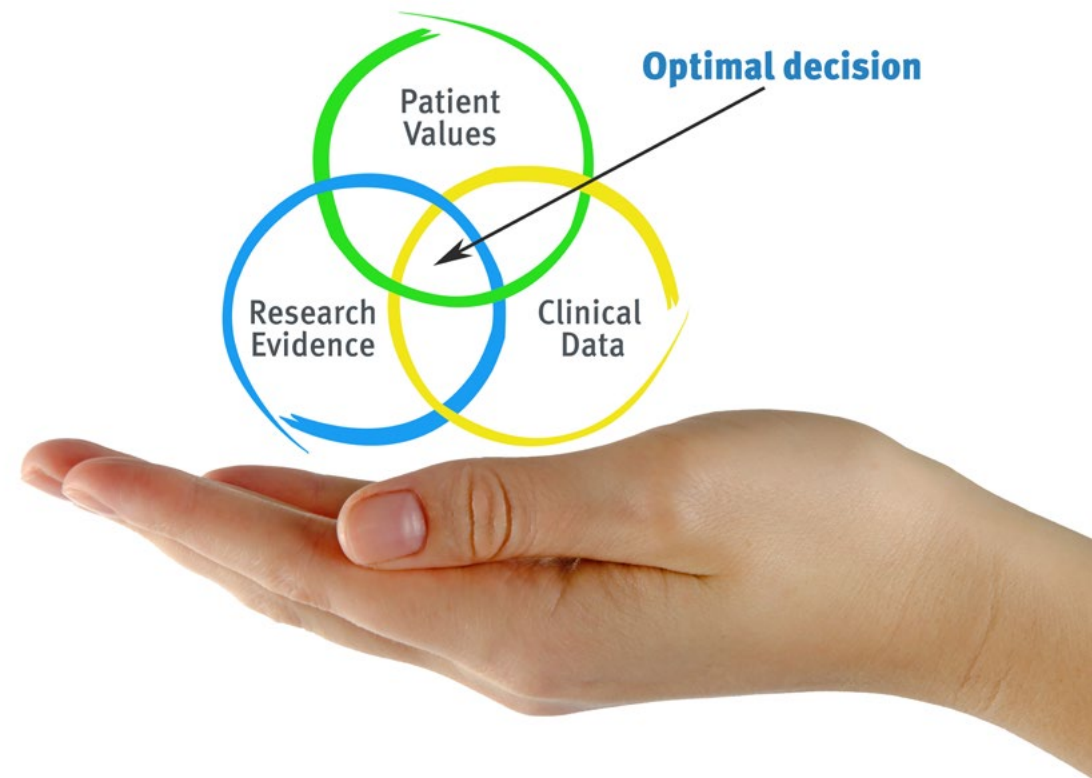 Optimal decision
Patient
Values
Research
Evidence
Clinical
Data